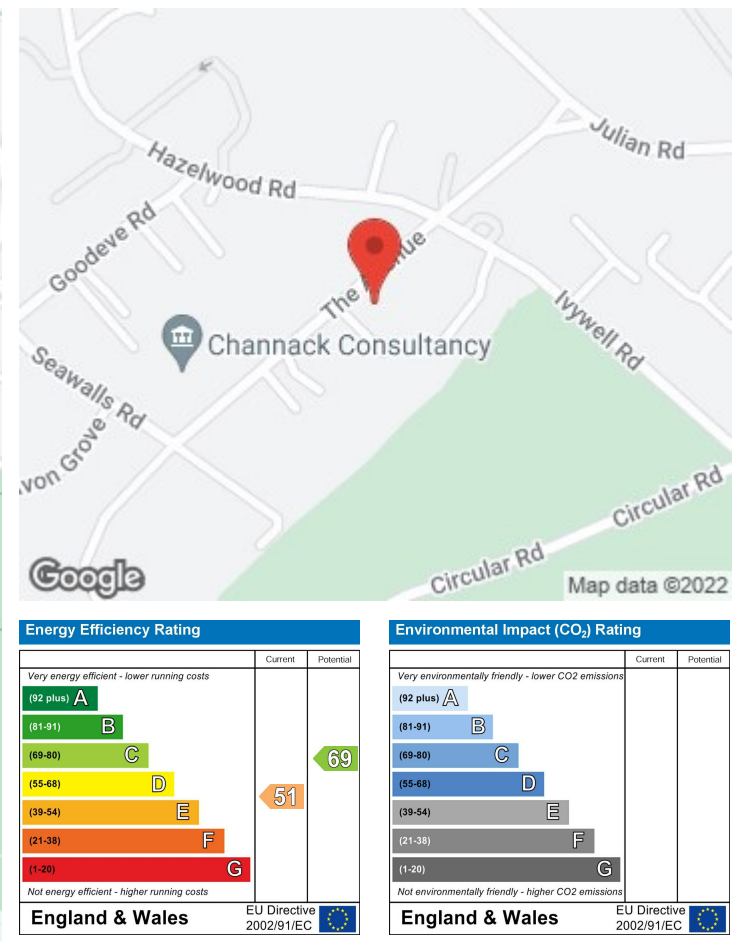 Julian Rd
Hazelwood Rd
Goodeve Rd
The Avenue
Ivywell Rd
Channack Consultancy
Seawalls Rd
Avon Grove
Circular Rd
Circular Rd
Google
Map data ©2022
Energy Efficiency Rating
Current Potential
Very energy efficient - lower running costs
(92 plus) A
(81-91) B
(69-80) C
69
(55-68) D
51
(39-54) E
(21-38) F
(1-20) G
Not energy efficient - higher running costs
England & Wales
EU Directive
2002/91/EC
Environmental Impact (CO₂) Rating
Current Potential
Very environmentally friendly - lower CO2 emissions
(92 plus) A
(81-91) B
(69-80) C
(55-68) D
(39-54) E
(21-38) F
(1-20) G
Not environmentally friendly - higher CO2 emissions
England & Wales
EU Directive
2002/91/EC